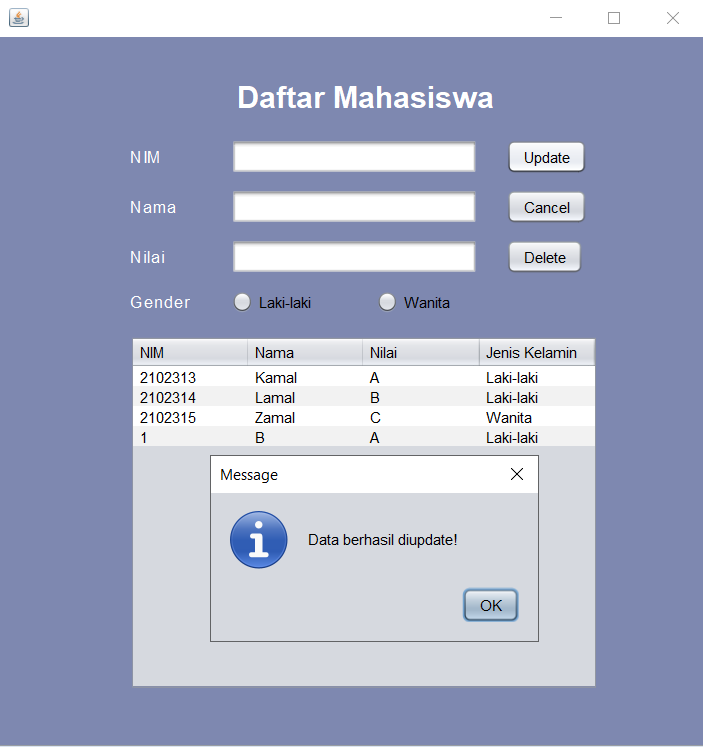 Daftar Mahasiswa
NIM Update
Nama Cancel
Nilai Delete
Gender Laki-laki Wanita
NIM Nama Nilai Jenis Kelamin
2102313 Kamal A Laki-laki
2102314 Lamal B Laki-laki
2102315 Zamal C Wanita
1 B A Laki-laki
Message
Data berhasil diupdate!
OK